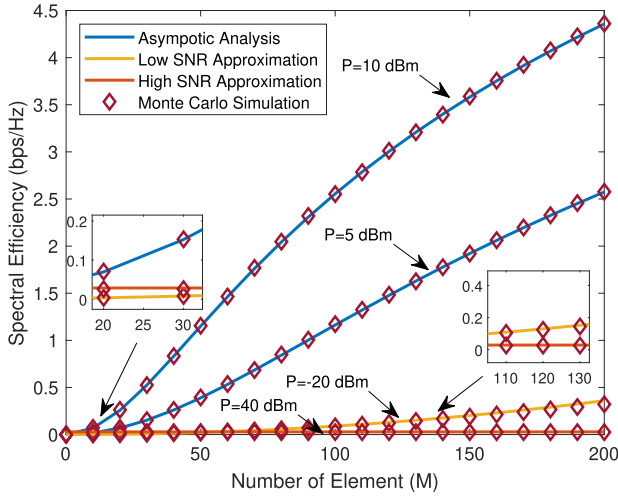 4.5
4
3.5
3
2.5
2
1.5
1
0.5
0
Spectral Efficiency (bps/Hz)
Asympotic Analysis
Low SNR Approximation
High SNR Approximation
Monte Carlo Simulation
P=10 dBm
P=5 dBm
P=-20 dBm
P=40 dBm
0.2
0.1
0
20 25 30
0.4
0.2
0
110 120 130
0 50 100 150 200
Number of Element (M)